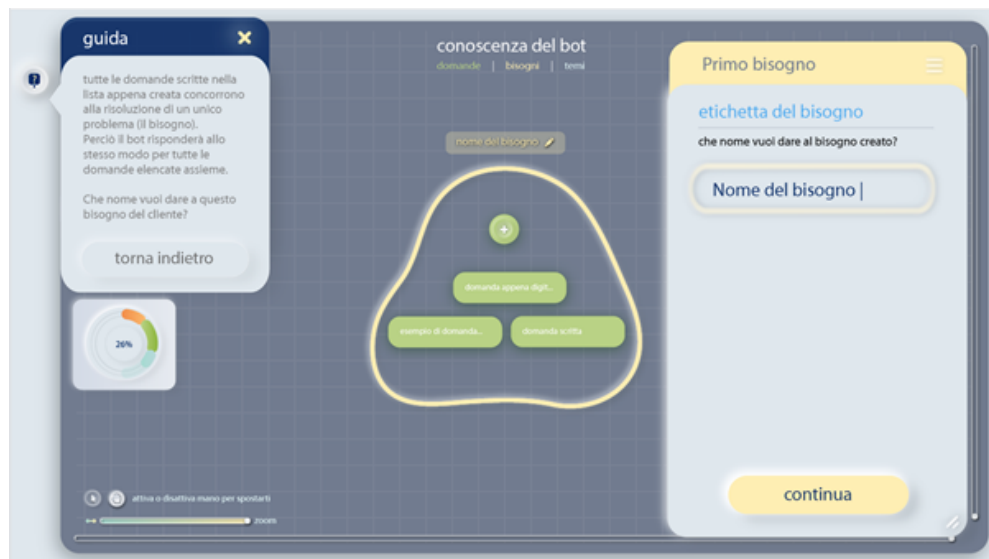 guida
tutte le domande scritte nella
lista appena creata concorrono
alla risoluzione di un unico
problema (il bisogno).
Perciò il bot risponderà allo
stesso modo per tutte le
domande elencate assieme.
Che nome vuoi dare a questo
bisogno del cliente?
torna indietro
26%
conoscenza del bot
domande | bisogni | temi
nome del bisogno
domanda appena digit...
esempio di domanda...
domanda scritta
attiva o disattiva mano per spostarti
zoom
Primo bisogno
etichetta del bisogno
che nome vuoi dare al bisogno creato?
Nome del bisogno |
continua